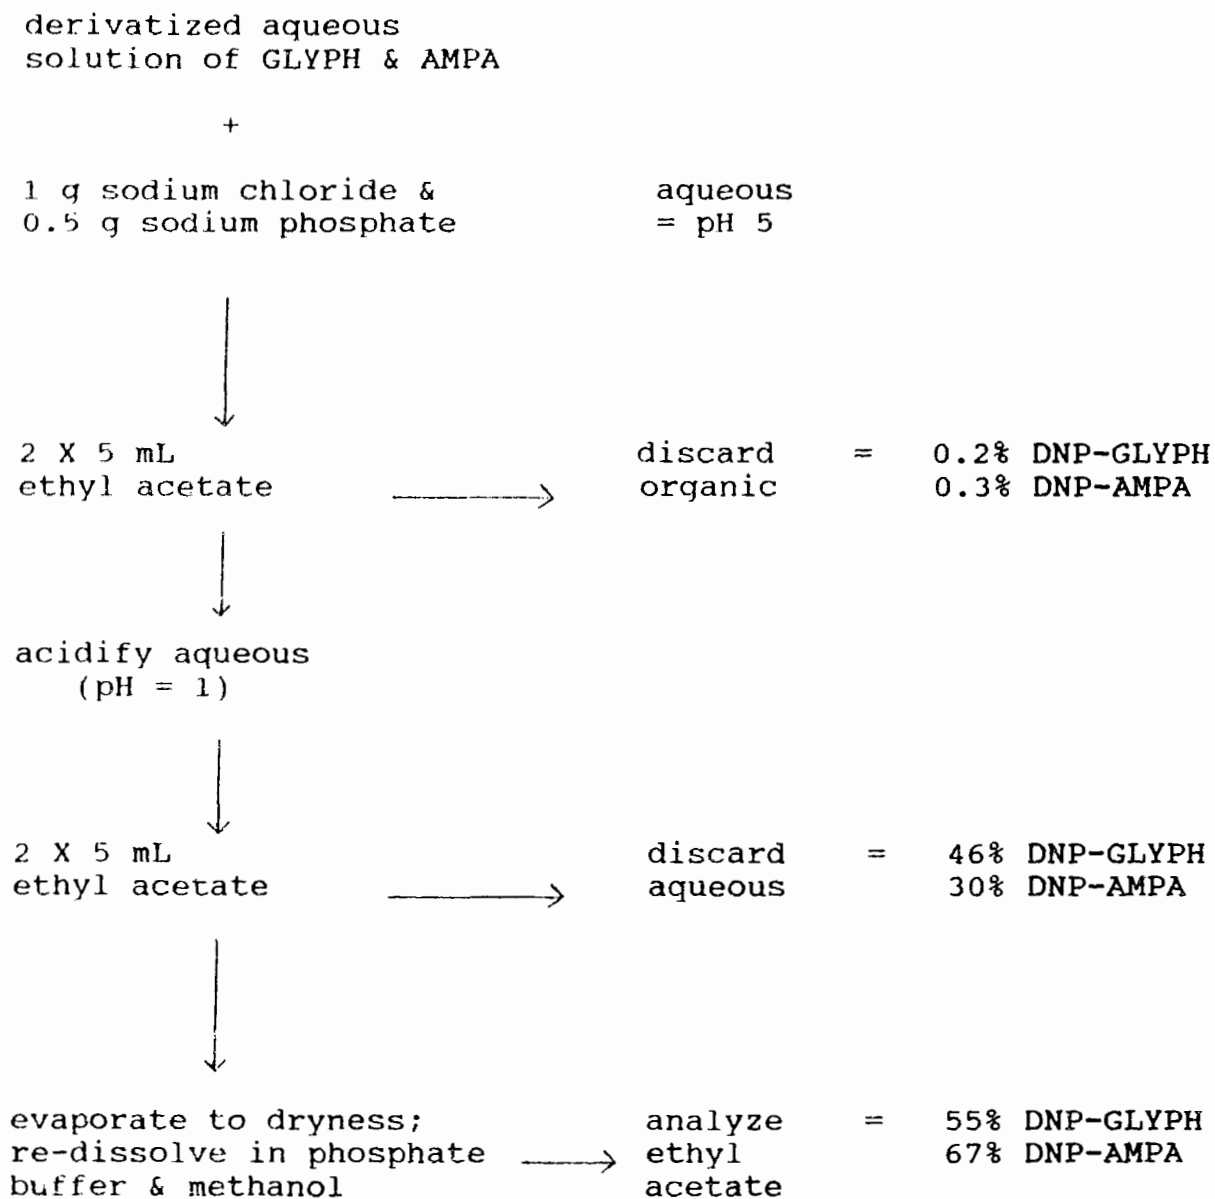 derivatized aqueous
solution of GLYPH & AMPA
+
1 g sodium chloride &
0.5 g sodium phosphate
aqueous
= pH 5
2 X 5 mL
ethyl acetate
discard = 0.2% DNP-GLYPH
organic 0.3% DNP-AMPA
acidify aqueous
(pH = 1)
2 X 5 mL
ethyl acetate
discard = 46% DNP-GLYPH
aqueous 30% DNP-AMPA
evaporate to dryness;
re-dissolve in phosphate
buffer & methanol
analyze = 55% DNP-GLYPH
ethyl 67% DNP-AMPA
acetate